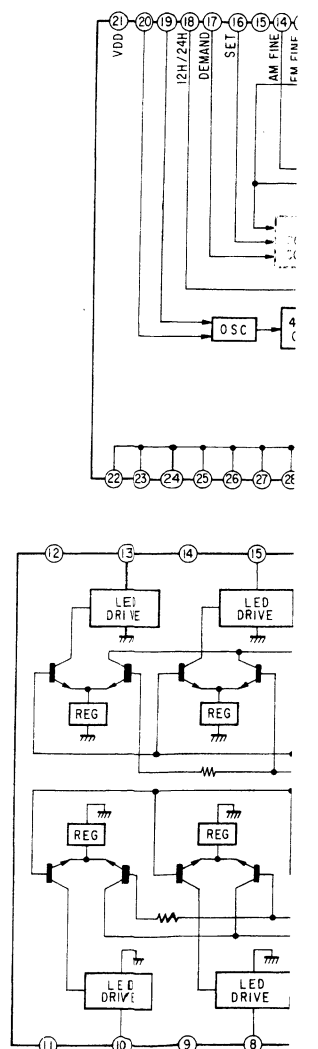 21 20 19 18 17 16 15 14
VDD
12H/24H
DEMAND
SET
AM FINE
FM FINE
OSC
4
22 23 24 25 26 27 28
12 13 14 15
LED DRIVE
LED DRIVE
REG
REG
REG
REG
LED DRIVE
LED DRIVE
11 10 9 8